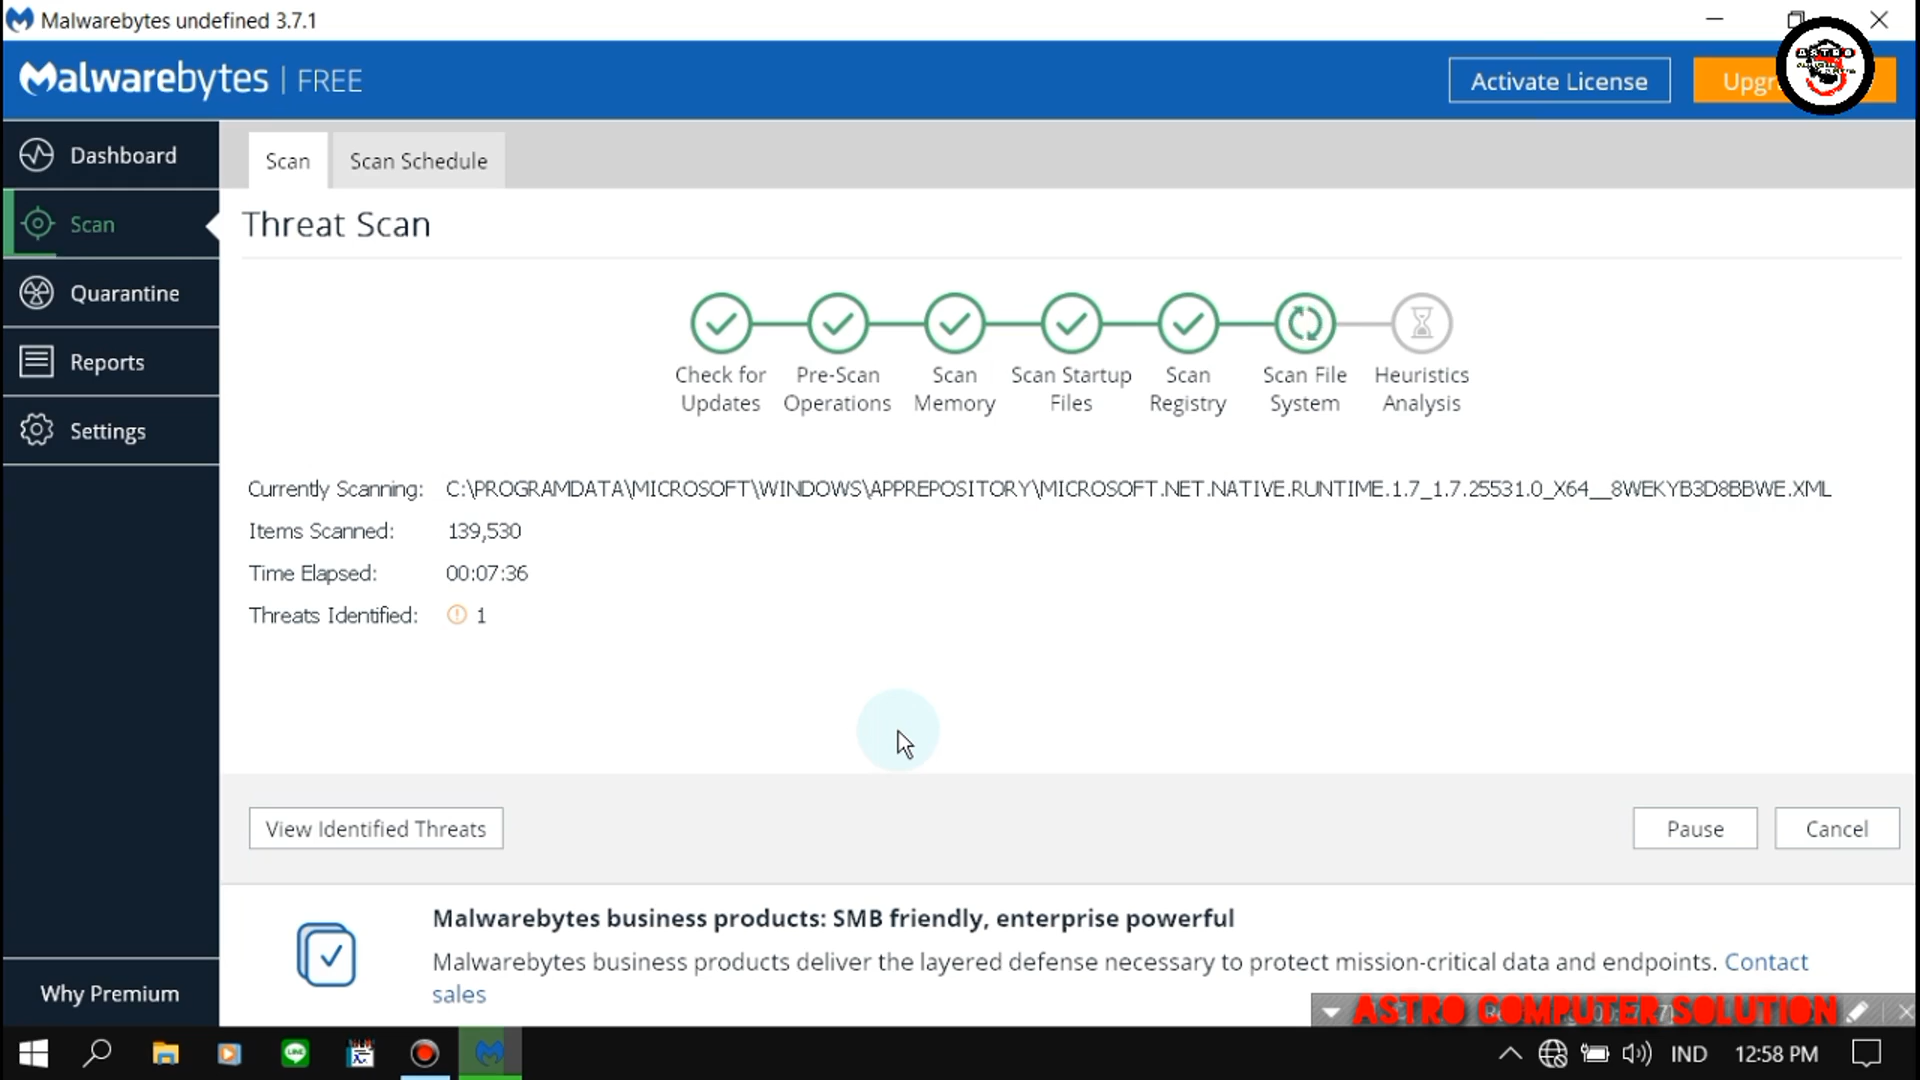 Malwarebytes undefined 3.7.1
Malwarebytes | FREE
Activate License
Dashboard
Scan
Quarantine
Reports
Settings
Why Premium
Scan
Scan Schedule
Threat Scan
Check for Updates
Pre-Scan Operations
Scan Memory
Scan Startup Files
Scan Registry
Scan File System
Heuristics Analysis
Currently Scanning: C:\PROGRAMDATA\MICROSOFT\WINDOWS\APPREPOSITORY\MICROSOFT.NET.NATIVE.RUNTIME.1.7_1.7.25531.0_X64__8WEKYB3D8BBWE.XML
Items Scanned: 139,530
Time Elapsed: 00:07:36
Threats Identified: 1
View Identified Threats
Pause
Cancel
Malwarebytes business products: SMB friendly, enterprise powerful
Malwarebytes business products deliver the layered defense necessary to protect mission-critical data and endpoints. Contact
sales
ASTRO COMPUTER SOLUTION
LINE
IND
12:58 PM